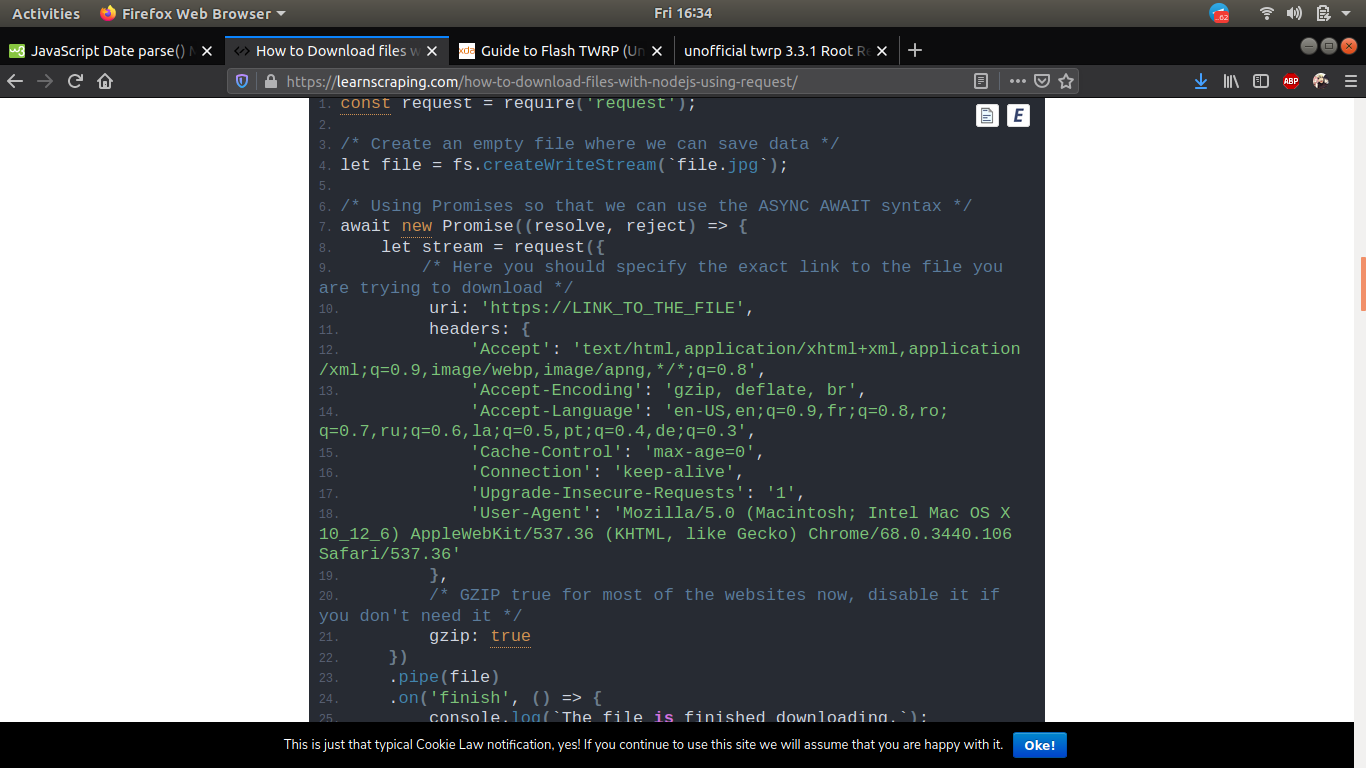 Activities Firefox Web Browser Fri 16:34 .62
JavaScript Date parse() M How to Download files w xda Guide to Flash TWRP (Un unofficial twrp 3.3.1 Root Re
https://learnscraping.com/how-to-download-files-with-nodejs-using-request/ ABP
1. const request = require('request');
E
2.
3. /* Create an empty file where we can save data */
4. let file = fs.createWriteStream(`file.jpg`);
5.
6. /* Using Promises so that we can use the ASYNC AWAIT syntax */
7. await new Promise((resolve, reject) => {
8. let stream = request({
9. /* Here you should specify the exact link to the file you
are trying to download */
10. uri: 'https://LINK_TO_THE_FILE',
11. headers: {
12. 'Accept': 'text/html,application/xhtml+xml,application
/xml;q=0.9,image/webp,image/apng,*/*;q=0.8',
13. 'Accept-Encoding': 'gzip, deflate, br',
14. 'Accept-Language': 'en-US,en;q=0.9,fr;q=0.8,ro;
q=0.7,ru;q=0.6,la;q=0.5,pt;q=0.4,de;q=0.3',
15. 'Cache-Control': 'max-age=0',
16. 'Connection': 'keep-alive',
17. 'Upgrade-Insecure-Requests': '1',
18. 'User-Agent': 'Mozilla/5.0 (Macintosh; Intel Mac OS X
10_12_6) AppleWebKit/537.36 (KHTML, like Gecko) Chrome/68.0.3440.106
Safari/537.36'
19. },
20. /* GZIP true for most of the websites now, disable it if
you don't need it */
21. gzip: true
22. })
23. .pipe(file)
24. .on('finish', () => {
25. console.log(`The file is finished downloading.`);
This is just that typical Cookie Law notification, yes! If you continue to use this site we will assume that you are happy with it. Oke!